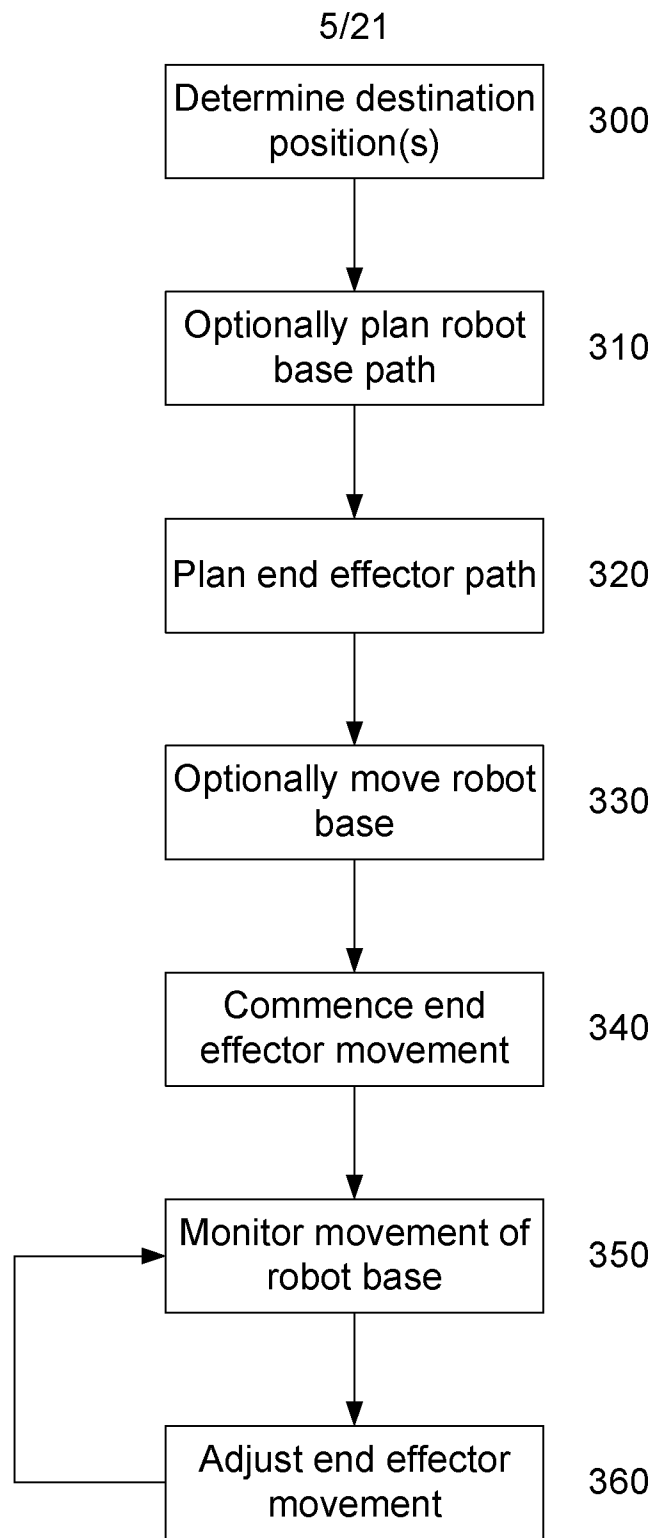 5/21
Determine destination
position(s)
300
Optionally plan robot
base path
310
Plan end effector path
320
Optionally move robot
base
330
Commence end
effector movement
340
Monitor movement of
robot base
350
Adjust end effector
movement
360